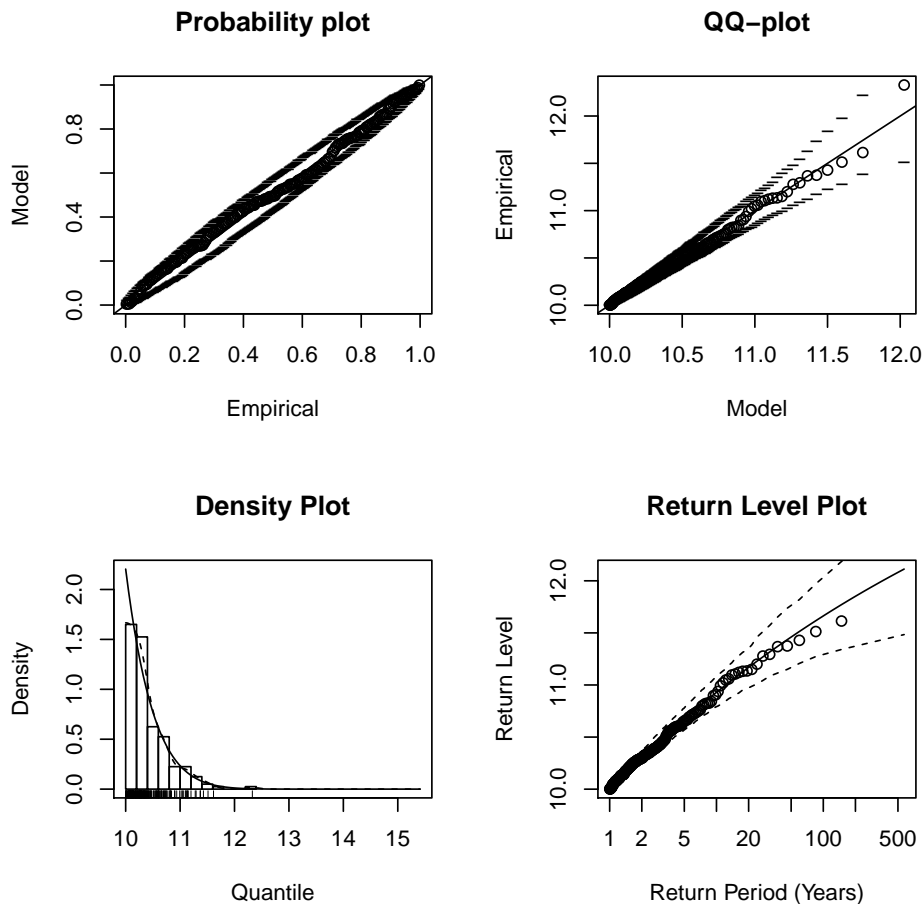 Probability plot
Model
0.0 0.4 0.8
0.0 0.2 0.4 0.6 0.8 1.0
Empirical
QQ−plot
Empirical
10.0 11.0 12.0
10.0 10.5 11.0 11.5 12.0
Model
Density Plot
Density
0.0 0.5 1.0 1.5 2.0
10 11 12 13 14 15
Quantile
Return Level Plot
Return Level
10.0 11.0 12.0
1 2 5 20 100 500
Return Period (Years)